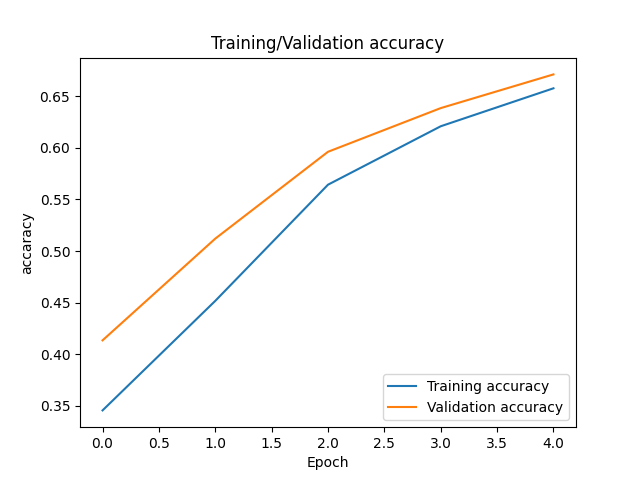 Training/Validation accuracy
0.65
0.60
0.55
0.50
0.45
0.40
0.35
accaracy
Training accuracy
Validation accuracy
0.0 0.5 1.0 1.5 2.0 2.5 3.0 3.5 4.0
Epoch